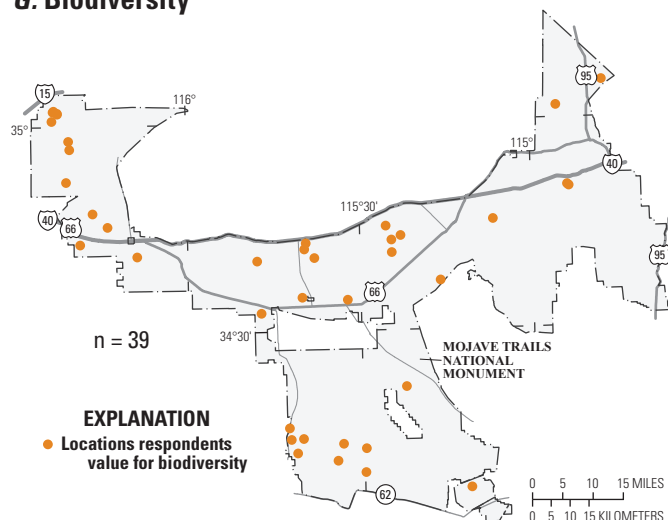 G. Biodiversity
95
15
116°
35°
115°
40
115°30'
40
66
95
66
34°30'
n = 39
MOJAVE TRAILS
NATIONAL
MONUMENT
EXPLANATION
Locations respondents
value for biodiversity
62
0 5 10 15 MILES
0 5 10 15 KILOMETERS